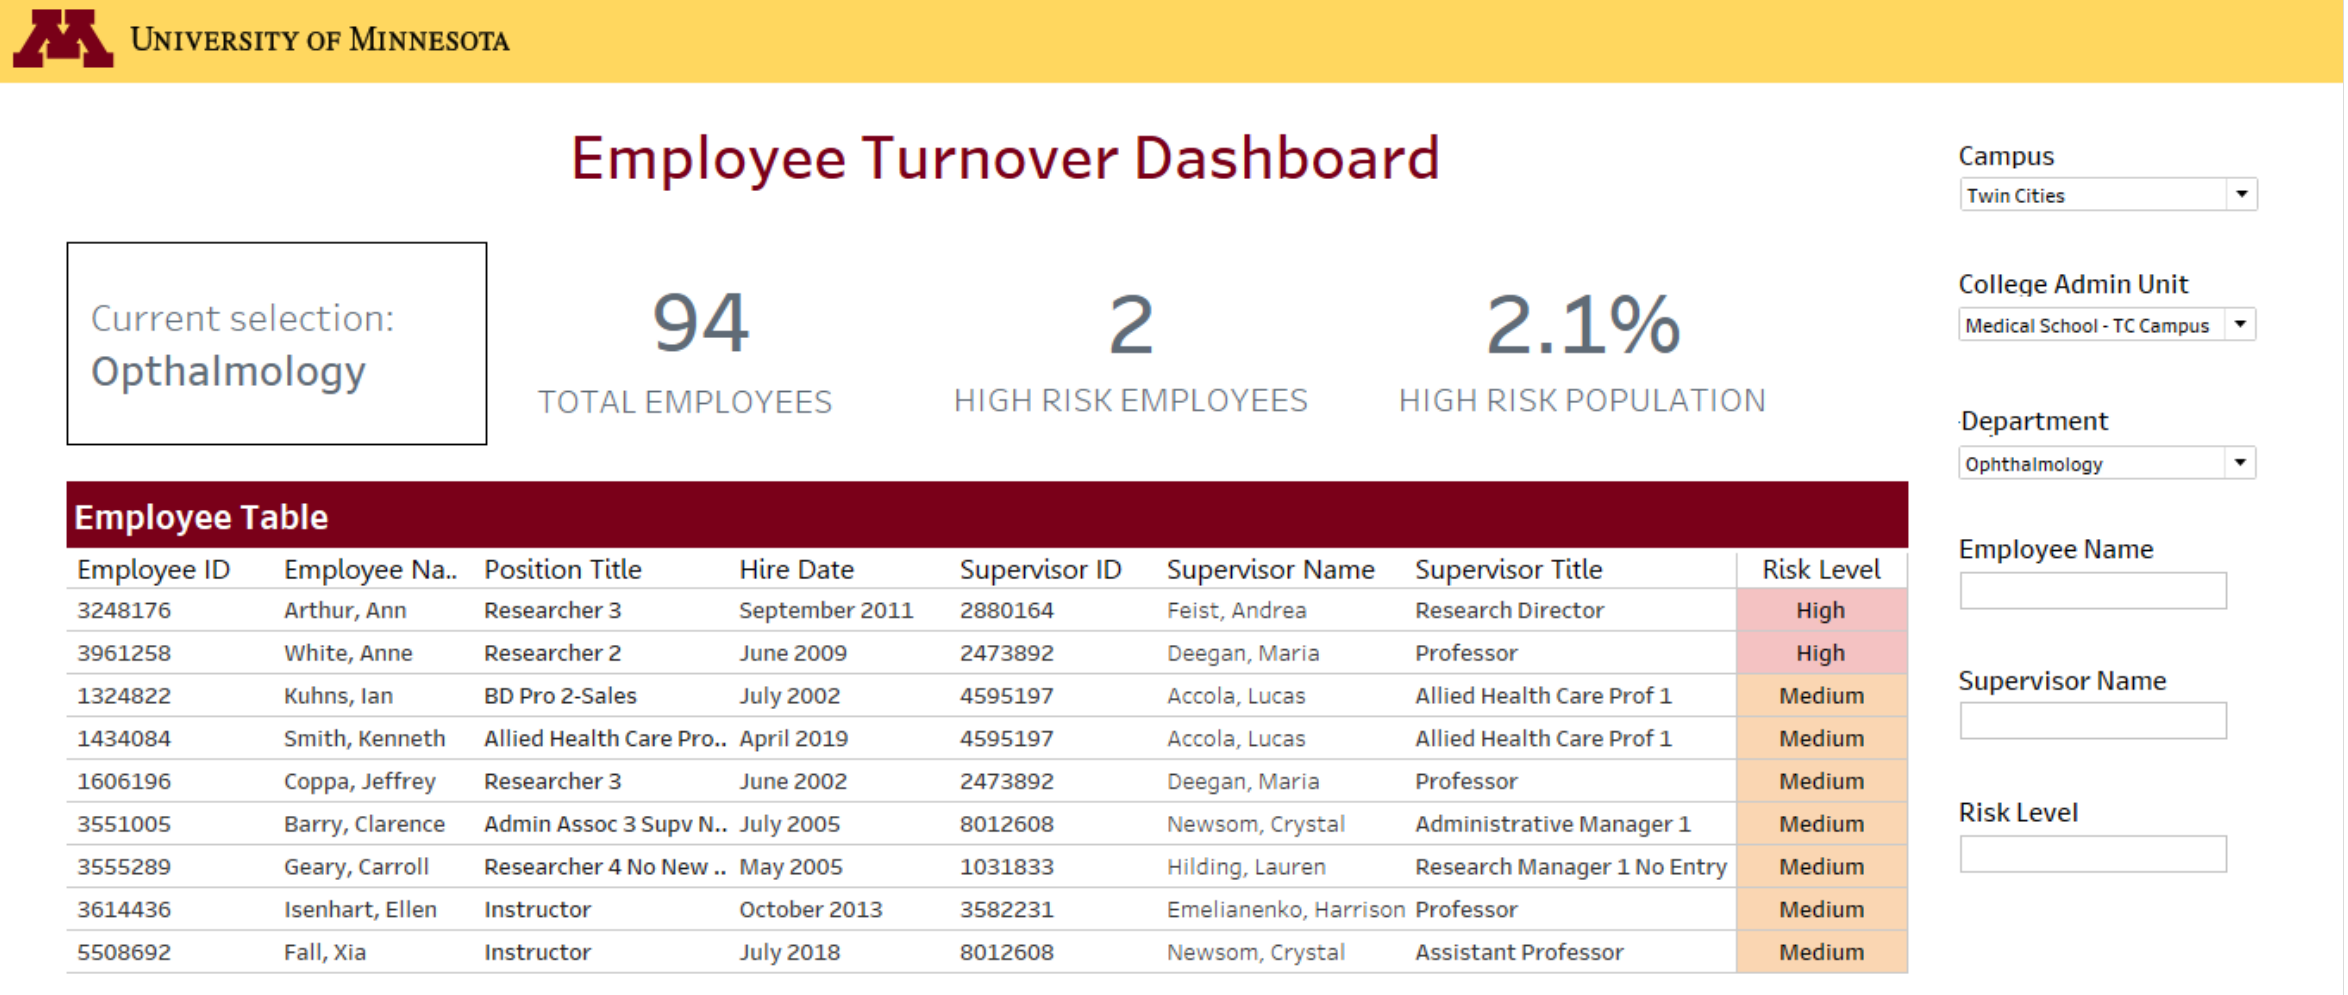 UNIVERSITY OF MINNESOTA
Employee Turnover Dashboard
Current selection:
Opthalmology
94
TOTAL EMPLOYEES
2
HIGH RISK EMPLOYEES
2.1%
HIGH RISK POPULATION
Campus
Twin Cities
College Admin Unit
Medical School - TC Campus
Department
Ophthalmology
Employee Name
Supervisor Name
Risk Level
Employee Table
Employee ID Employee Na.. Position Title Hire Date Supervisor ID Supervisor Name Supervisor Title Risk Level
3248176 Arthur, Ann Researcher 3 September 2011 2880164 Feist, Andrea Research Director High
3961258 White, Anne Researcher 2 June 2009 2473892 Deegan, Maria Professor High
1324822 Kuhns, Ian BD Pro 2-Sales July 2002 4595197 Accola, Lucas Allied Health Care Prof 1 Medium
1434084 Smith, Kenneth Allied Health Care Pro.. April 2019 4595197 Accola, Lucas Allied Health Care Prof 1 Medium
1606196 Coppa, Jeffrey Researcher 3 June 2002 2473892 Deegan, Maria Professor Medium
3551005 Barry, Clarence Admin Assoc 3 Supv N.. July 2005 8012608 Newsom, Crystal Administrative Manager 1 Medium
3555289 Geary, Carroll Researcher 4 No New .. May 2005 1031833 Hilding, Lauren Research Manager 1 No Entry Medium
3614436 Isenhart, Ellen Instructor October 2013 3582231 Emelianenko, Harrison Professor Medium
5508692 Fall, Xia Instructor July 2018 8012608 Newsom, Crystal Assistant Professor Medium